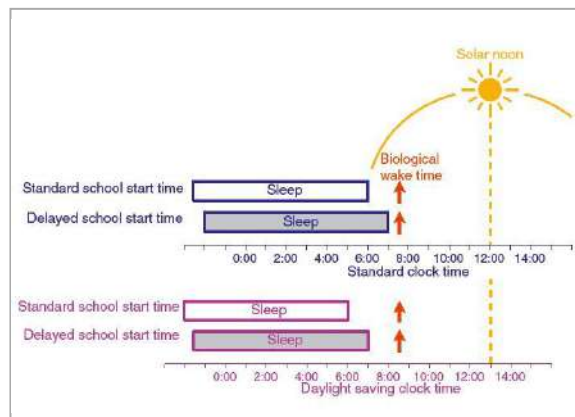 Solar noon
Biological
wake time
Standard school start time
Sleep
Delayed school start time
Sleep
0:00 2:00 4:00 6:00 8:00 10:00 12:00 14:00
Standard clock time
Standard school start time
Sleep
Delayed school start time
Sleep
0:00 2:00 4:00 6:00 8:00 10:00 12:00 14:00
Daylight saving clock time